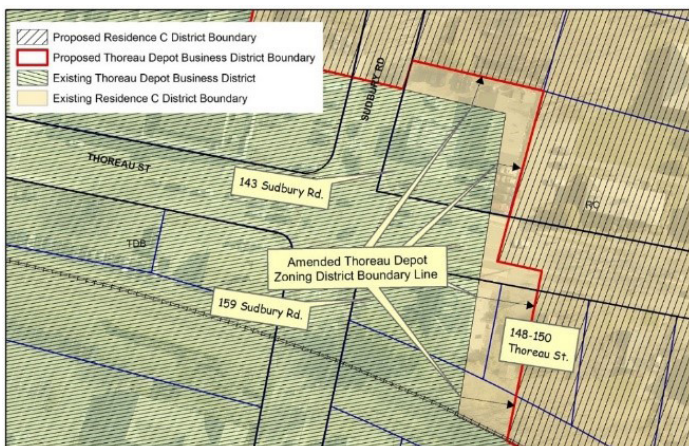 Proposed Residence C District Boundary
Proposed Thoreau Depot Business District Boundary
Existing Thoreau Depot Business District
Existing Residence C District Boundary
SUDBURY RD
THOREAU ST
143 Sudbury Rd.
RC
TDB
Amended Thoreau Depot
Zoning District Boundary Line
159 Sudbury Rd.
148-150
Thoreau St.